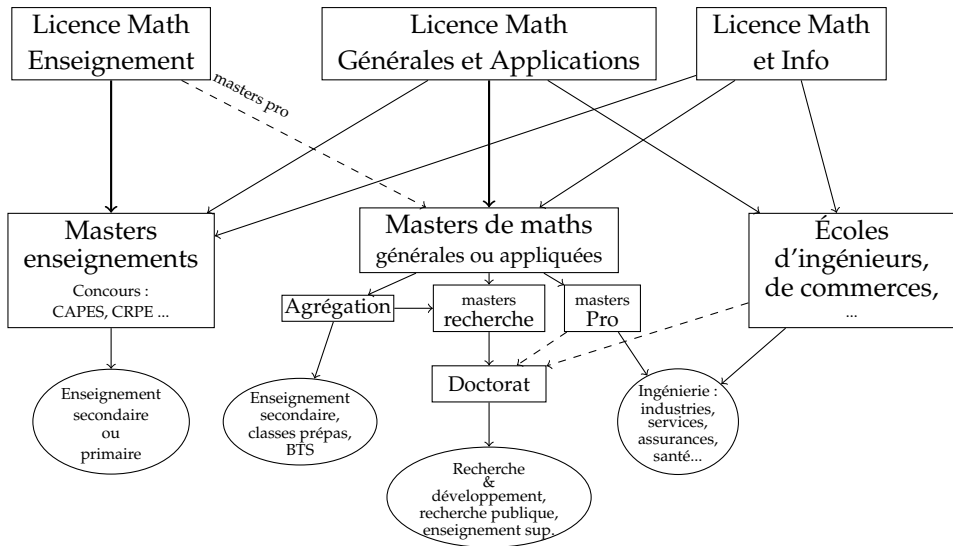 Licence Math
Enseignement
Licence Math
Générales et Applications
Licence Math
et Info
masters pro
Masters
enseignements
Concours :
CAPES, CRPE ...
Masters de maths
générales ou appliquées
Écoles
d'ingénieurs,
de commerces,
...
Agrégation
masters
recherche
masters
Pro
Doctorat
Enseignement
secondaire
ou
primaire
Enseignement
secondaire,
classes prépas,
BTS
Ingénierie :
industries,
services,
assurances,
santé...
Recherche
&
développement,
recherche publique,
enseignement sup.